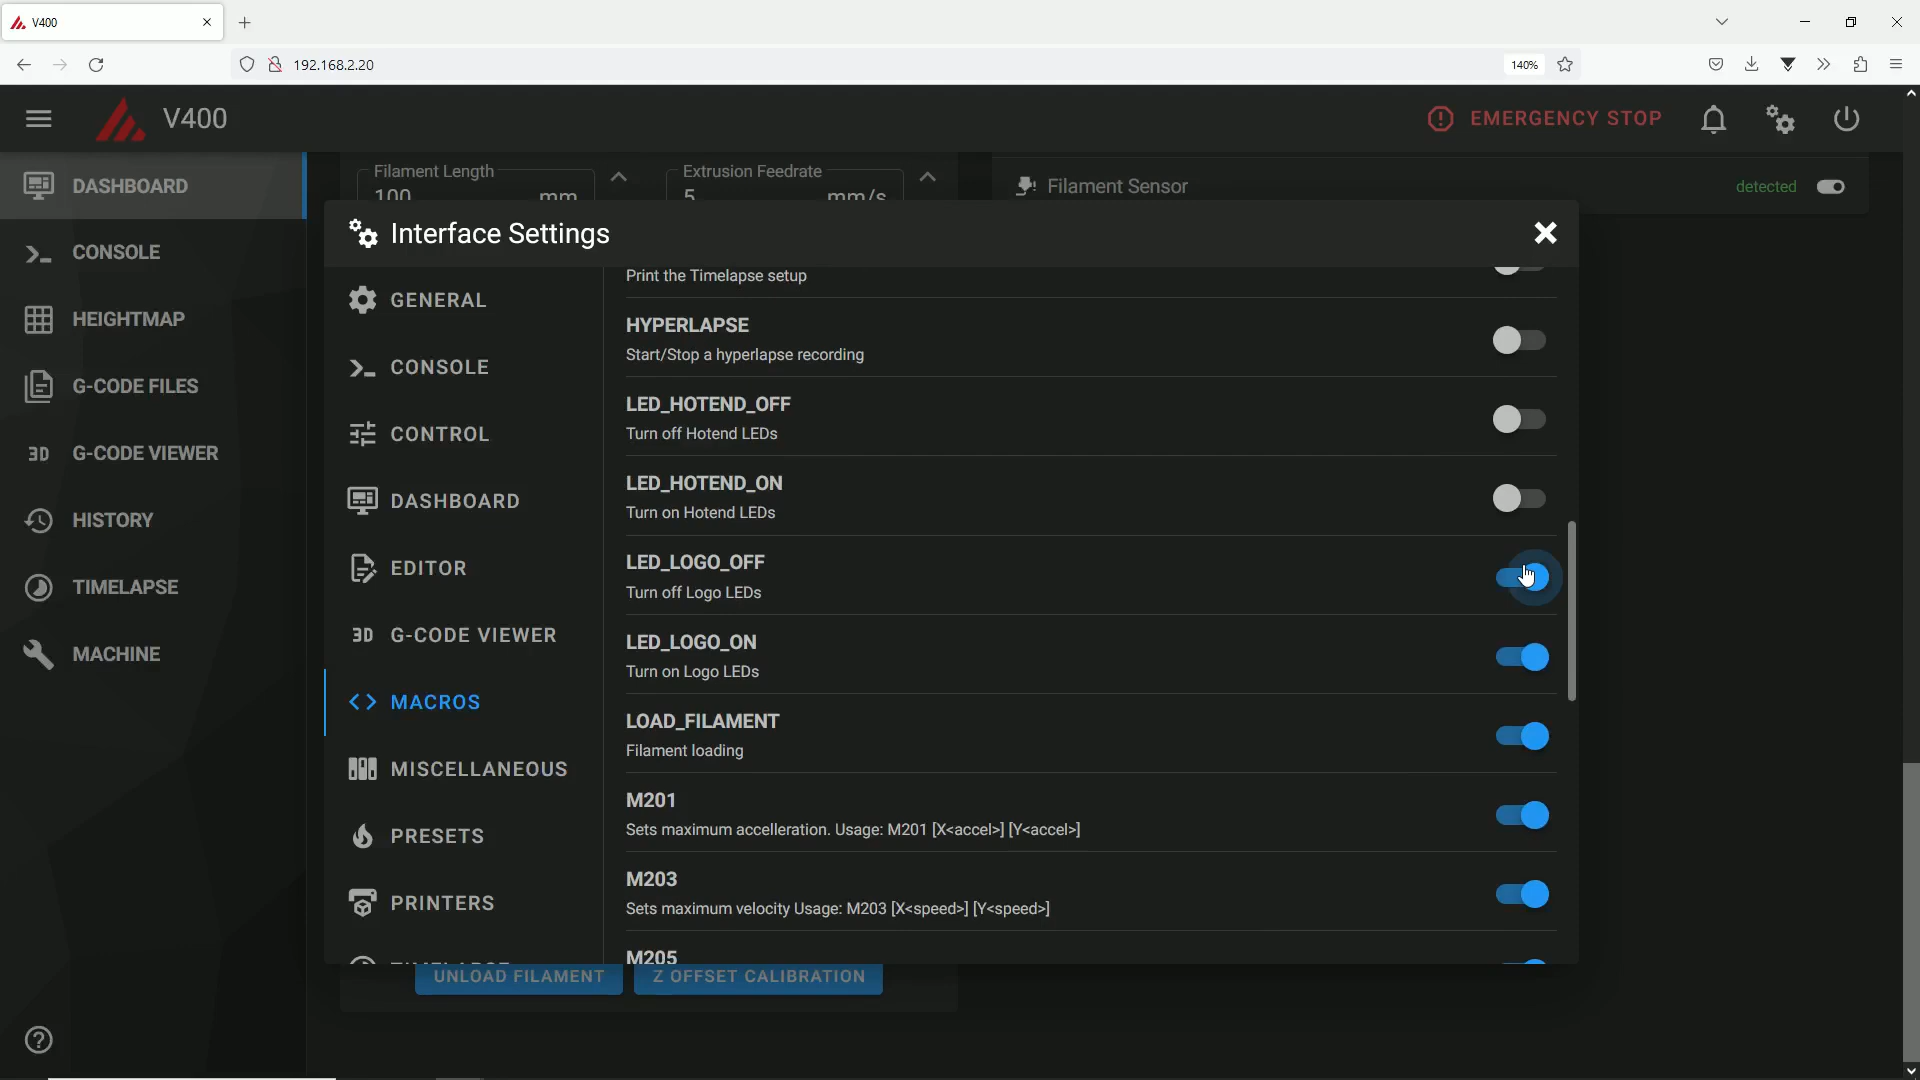 V400
192.168.2.20
140%
V400
EMERGENCY STOP
DASHBOARD
CONSOLE
HEIGHTMAP
G-CODE FILES
3D G-CODE VIEWER
HISTORY
TIMELAPSE
MACHINE
Filament Length
100 mm
Extrusion Feedrate
5 mm/s
Filament Sensor
detected
Interface Settings
GENERAL
CONSOLE
CONTROL
DASHBOARD
EDITOR
3D G-CODE VIEWER
MACROS
MISCELLANEOUS
PRESETS
PRINTERS
Print the Timelapse setup
HYPERLAPSE
Start/Stop a hyperlapse recording
LED_HOTEND_OFF
Turn off Hotend LEDs
LED_HOTEND_ON
Turn on Hotend LEDs
LED_LOGO_OFF
Turn off Logo LEDs
LED_LOGO_ON
Turn on Logo LEDs
LOAD_FILAMENT
Filament loading
M201
Sets maximum accelleration. Usage: M201 [X<accel>] [Y<accel>]
M203
Sets maximum velocity Usage: M203 [X<speed>] [Y<speed>]
M205
UNLOAD FILAMENT
Z OFFSET CALIBRATION